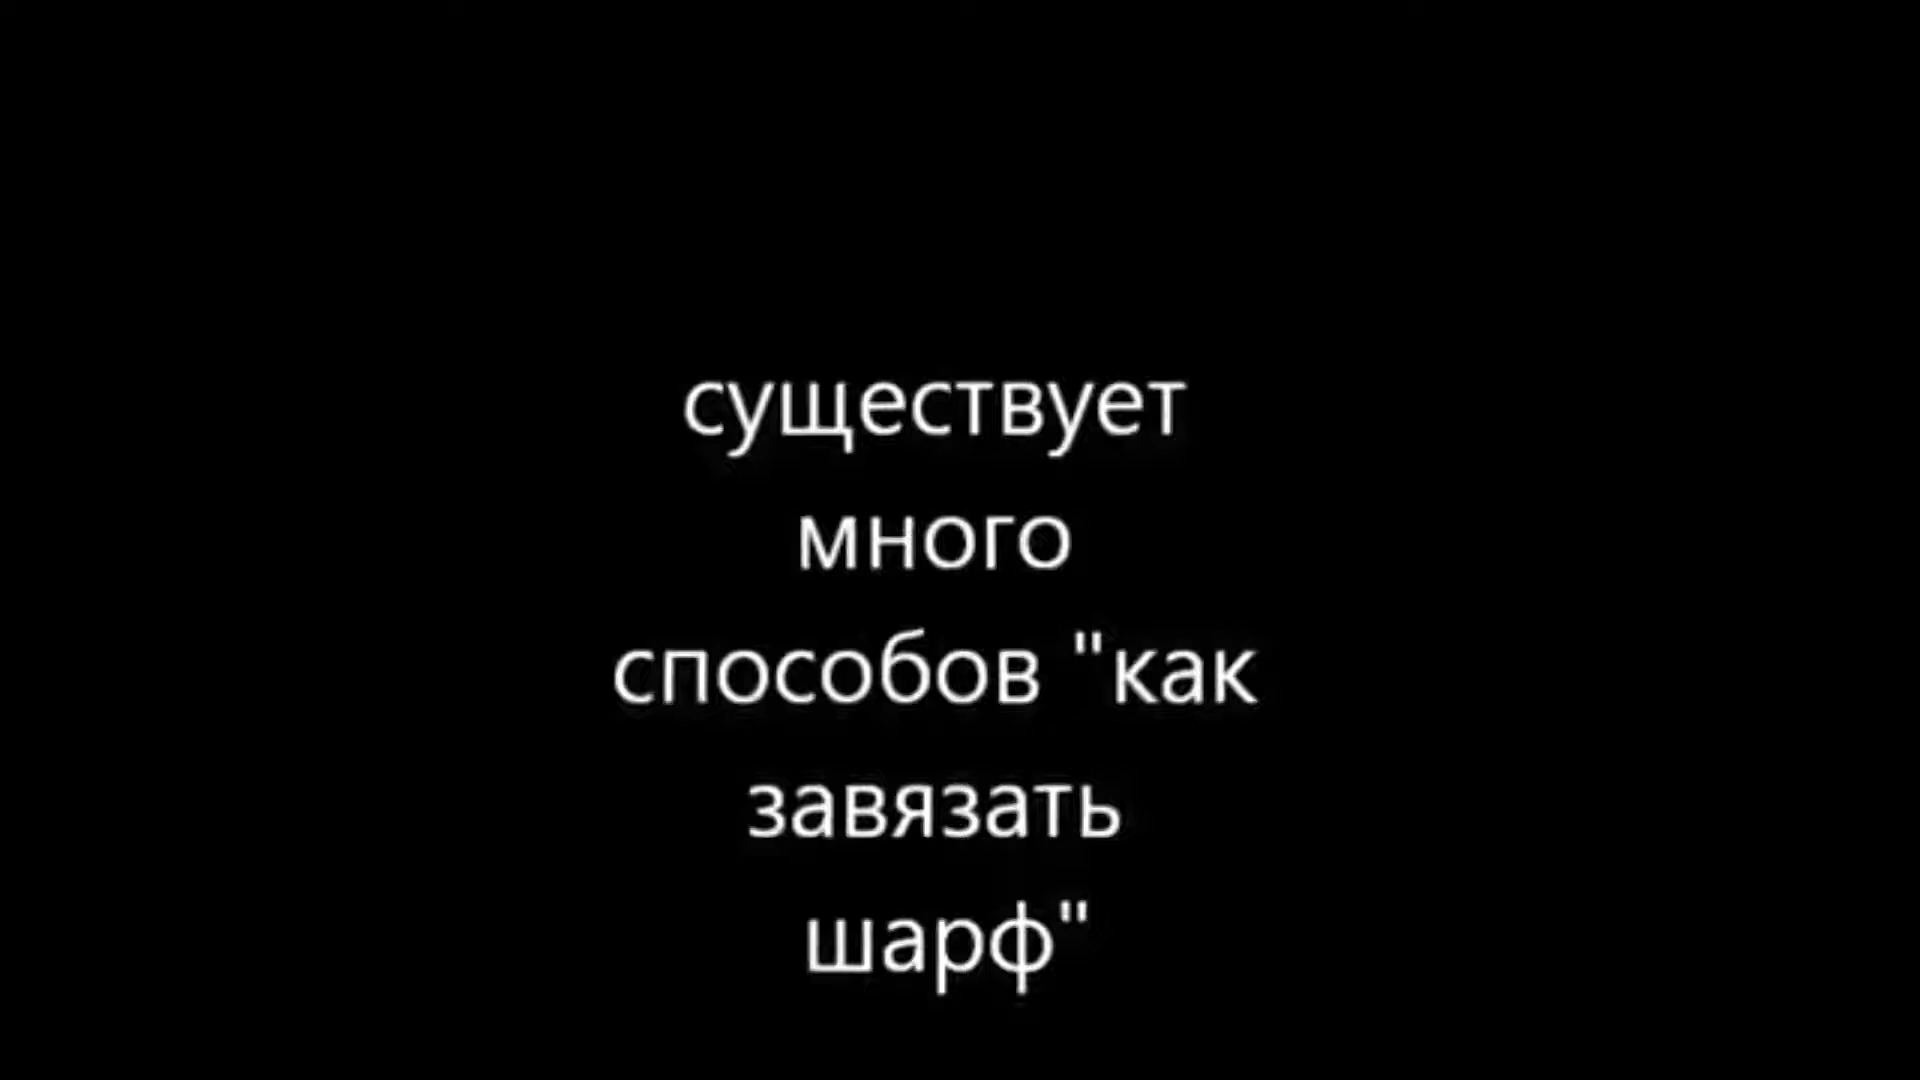 существует
много
способов "как
завязать
шарф"